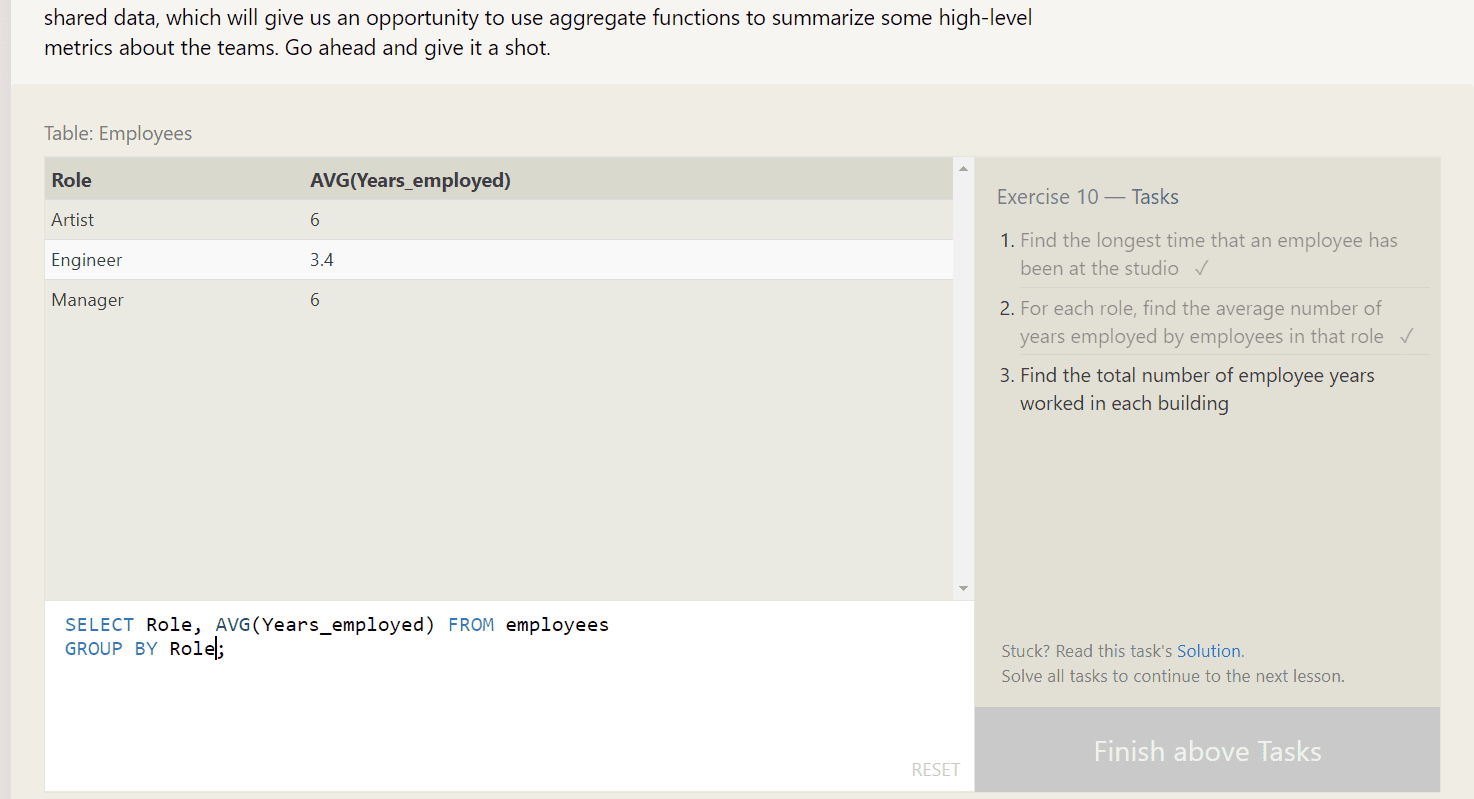 shared data, which will give us an opportunity to use aggregate functions to summarize some high-level
metrics about the teams. Go ahead and give it a shot.
Table: Employees
Role AVG(Years_employed)
Artist 6
Engineer 3.4
Manager 6
SELECT Role, AVG(Years_employed) FROM employees
GROUP BY Role;
RESET
Exercise 10 — Tasks
1. Find the longest time that an employee has
been at the studio ✓
2. For each role, find the average number of
years employed by employees in that role ✓
3. Find the total number of employee years
worked in each building
Stuck? Read this task's Solution.
Solve all tasks to continue to the next lesson.
Finish above Tasks